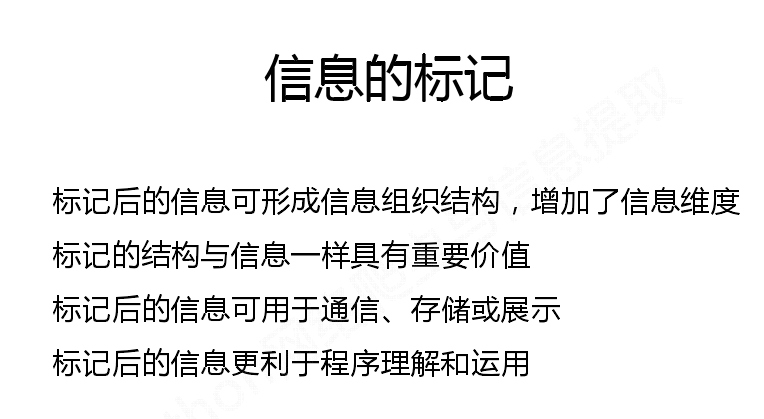 信息的标记
标记后的信息可形成信息组织结构，增加了信息维度
标记的结构与信息一样具有重要价值
标记后的信息可用于通信、存储或展示
标记后的信息更利于程序理解和运用